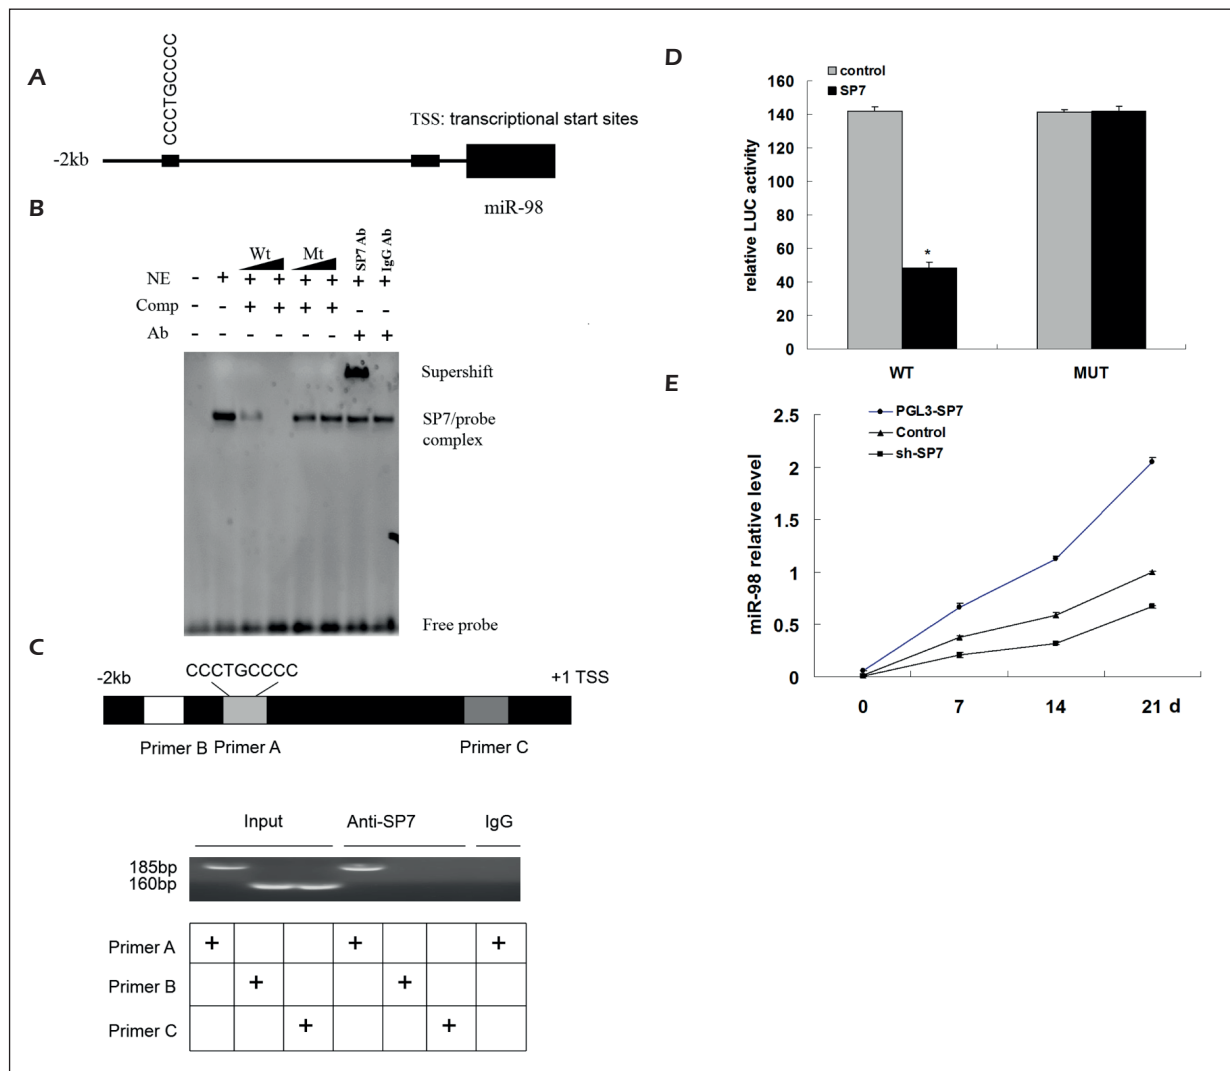 A
CCCTGCCCC
TSS: transcriptional start sites
-2kb
miR-98
B
Wt
Mt
SP7 Ab
IgG Ab
NE - + + + + + + +
Comp - - + + + + - -
Ab - - - - - - + +
Supershift
SP7/probe
complex
Free probe
C
CCCTGCCCC
-2kb
+1 TSS
Primer B Primer A
Primer C
Input
Anti-SP7
IgG
185bp
160bp
Primer A + + +
Primer B + +
Primer C + +
D
control
SP7
relative LUC activity
160
140
120
100
80
60
40
20
0
*
WT
MUT
E
PGL3-SP7
Control
sh-SP7
miR-98 relative level
2.5
2
1.5
1
0.5
0
0 7 14 21 d